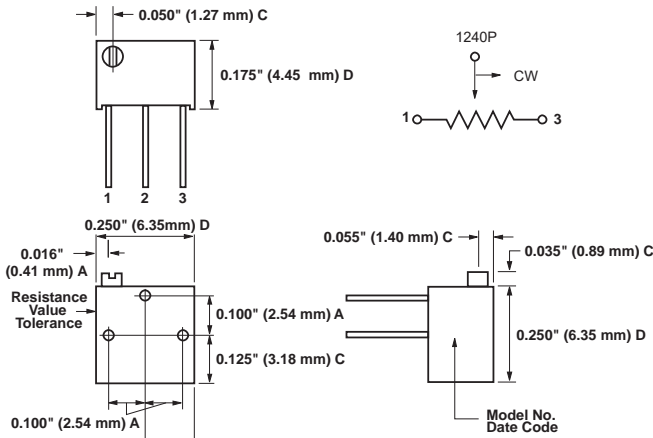 0.050" (1.27 mm) C
0.175" (4.45 mm) D
1 2 3
1240P
CW
1 3
0.250" (6.35mm) D
0.016"
(0.41 mm) A
Resistance
Value
Tolerance
0.100" (2.54 mm) A
0.125" (3.18 mm) C
0.100" (2.54 mm) A
0.055" (1.40 mm) C
0.035" (0.89 mm) C
0.250" (6.35 mm) D
Model No.
Date Code